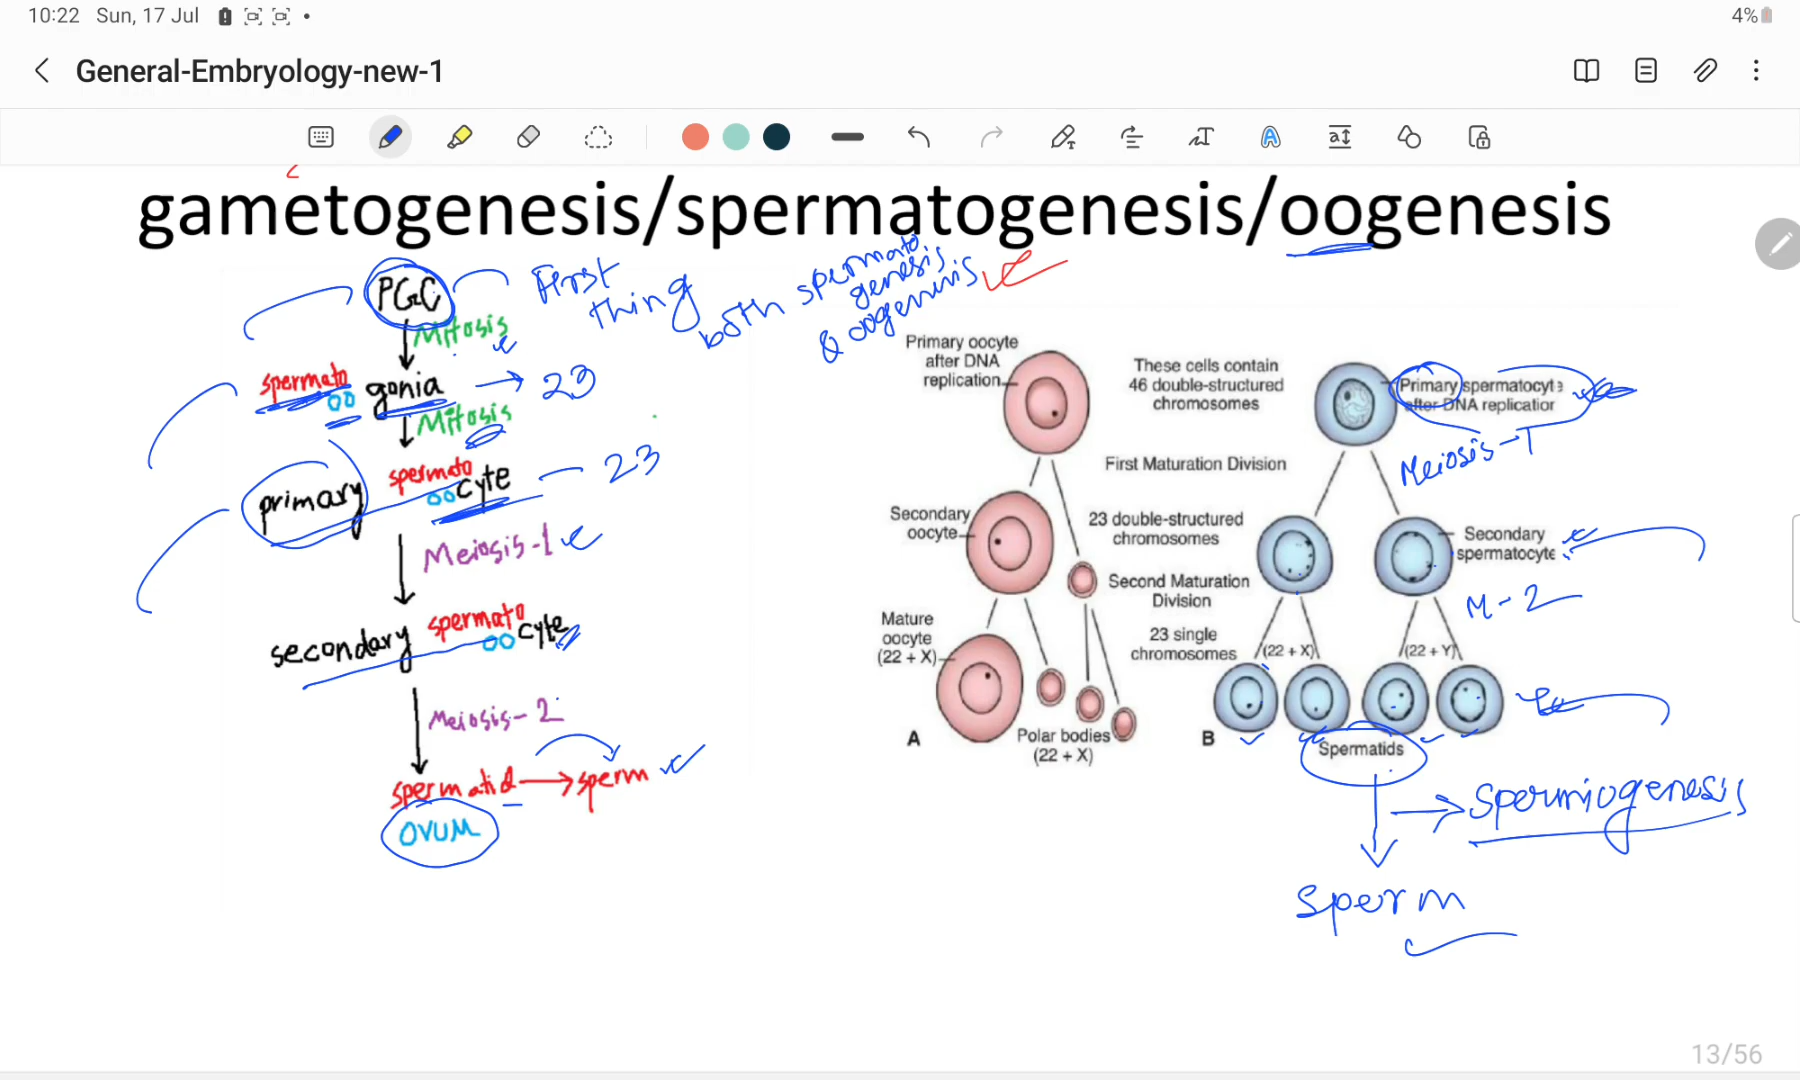 10:22 Sun, 17 Jul
4%
General-Embryology-new-1
gametogenesis/spermatogenesis/oogenesis
PGC
First
thing
both spermato
genesis
& oogenesis
Mitosis
spermato
oo gonia → 23
Mitosis
primary spermato
oo cyte 23
Meiosis-1
secondary spermato
oo cyte
Meiosis-2
spermatid → sperm
OVUM
Primary oocyte
after DNA
replication
These cells contain
46 double-structured
chromosomes
Primary spermatocyte
after DNA replication
Meiosis-I
First Maturation Division
Secondary
oocyte
23 double-structured
chromosomes
Secondary
spermatocyte
Second Maturation
Division
M-2
Mature
oocyte
(22 + X)
23 single
chromosomes
(22 + X)
(22 + Y)
A
Polar bodies
(22 + X)
B
Spermatids
Spermiogenesis
Sperm
13/56